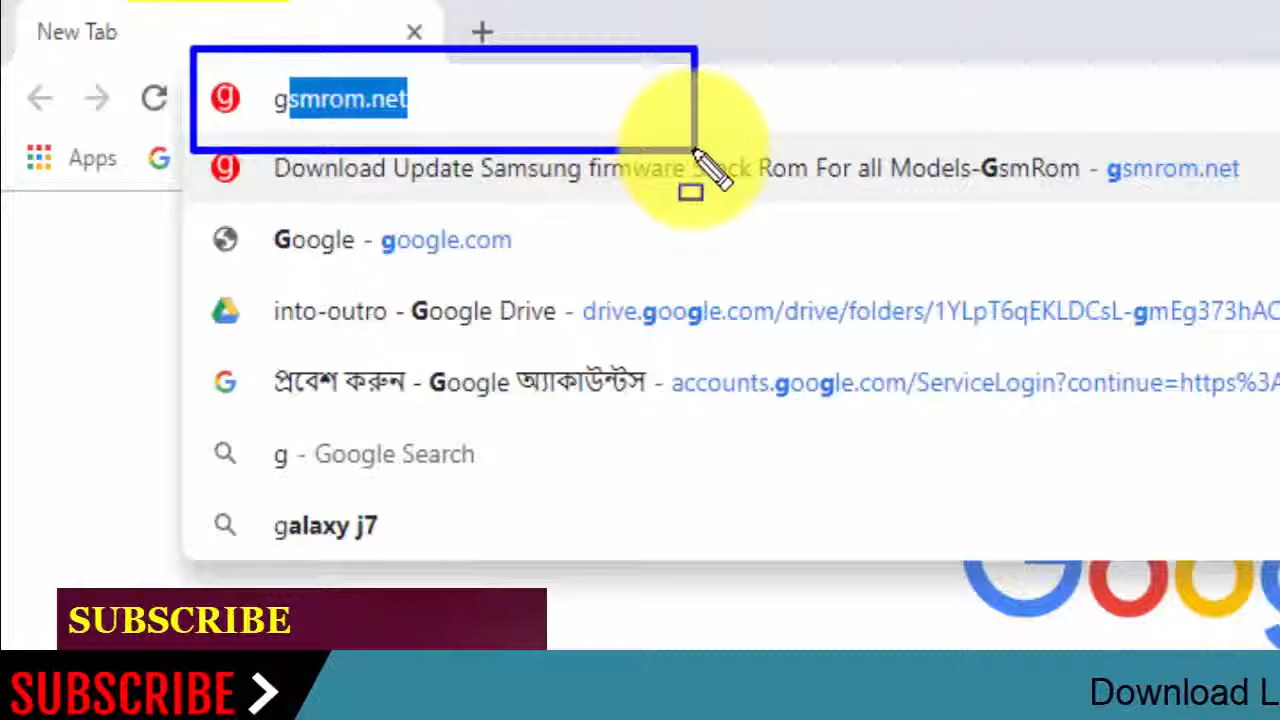 New Tab
gsmrom.net
Apps
Download Update Samsung firmware Rom For all Models-GsmRom - gsmrom.net
Google - google.com
into-outro - Google Drive - drive.google.com/drive/folders/1YLpT6qEKLDCsL-gmEg373hAC
প্রবেশ করুন - Google অ্যাকাউন্টস - accounts.google.com/ServiceLogin?continue=https%3A
g - Google Search
galaxy j7
SUBSCRIBE
SUBSCRIBE
Download L